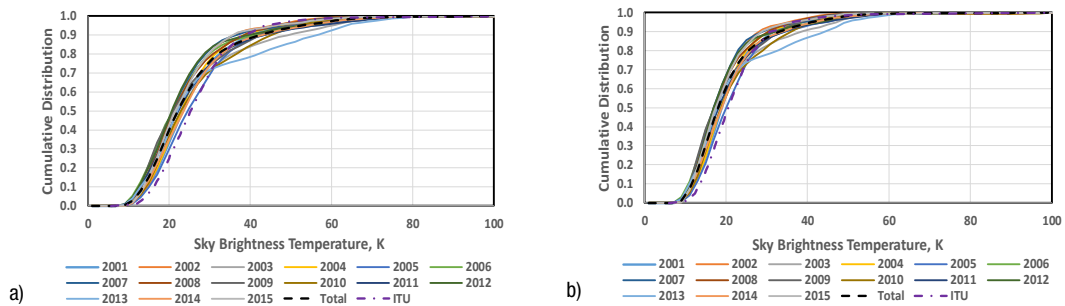 1.0
0.9
0.8
0.7
0.6
0.5
0.4
0.3
0.2
0.1
0.0
Cumulative Distribution
0 20 40 60 80 100
Sky Brightness Temperature, K
2001 2002 2003 2004 2005 2006
2007 2008 2009 2010 2011 2012
2013 2014 2015 Total ITU
a)
1.0
0.9
0.8
0.7
0.6
0.5
0.4
0.3
0.2
0.1
0.0
Cumulative Distribution
0 20 40 60 80 100
Sky Brightness Temperature, K
2001 2002 2003 2004 2005 2006
2007 2008 2009 2010 2011 2012
2013 2014 2015 Total ITU
b)